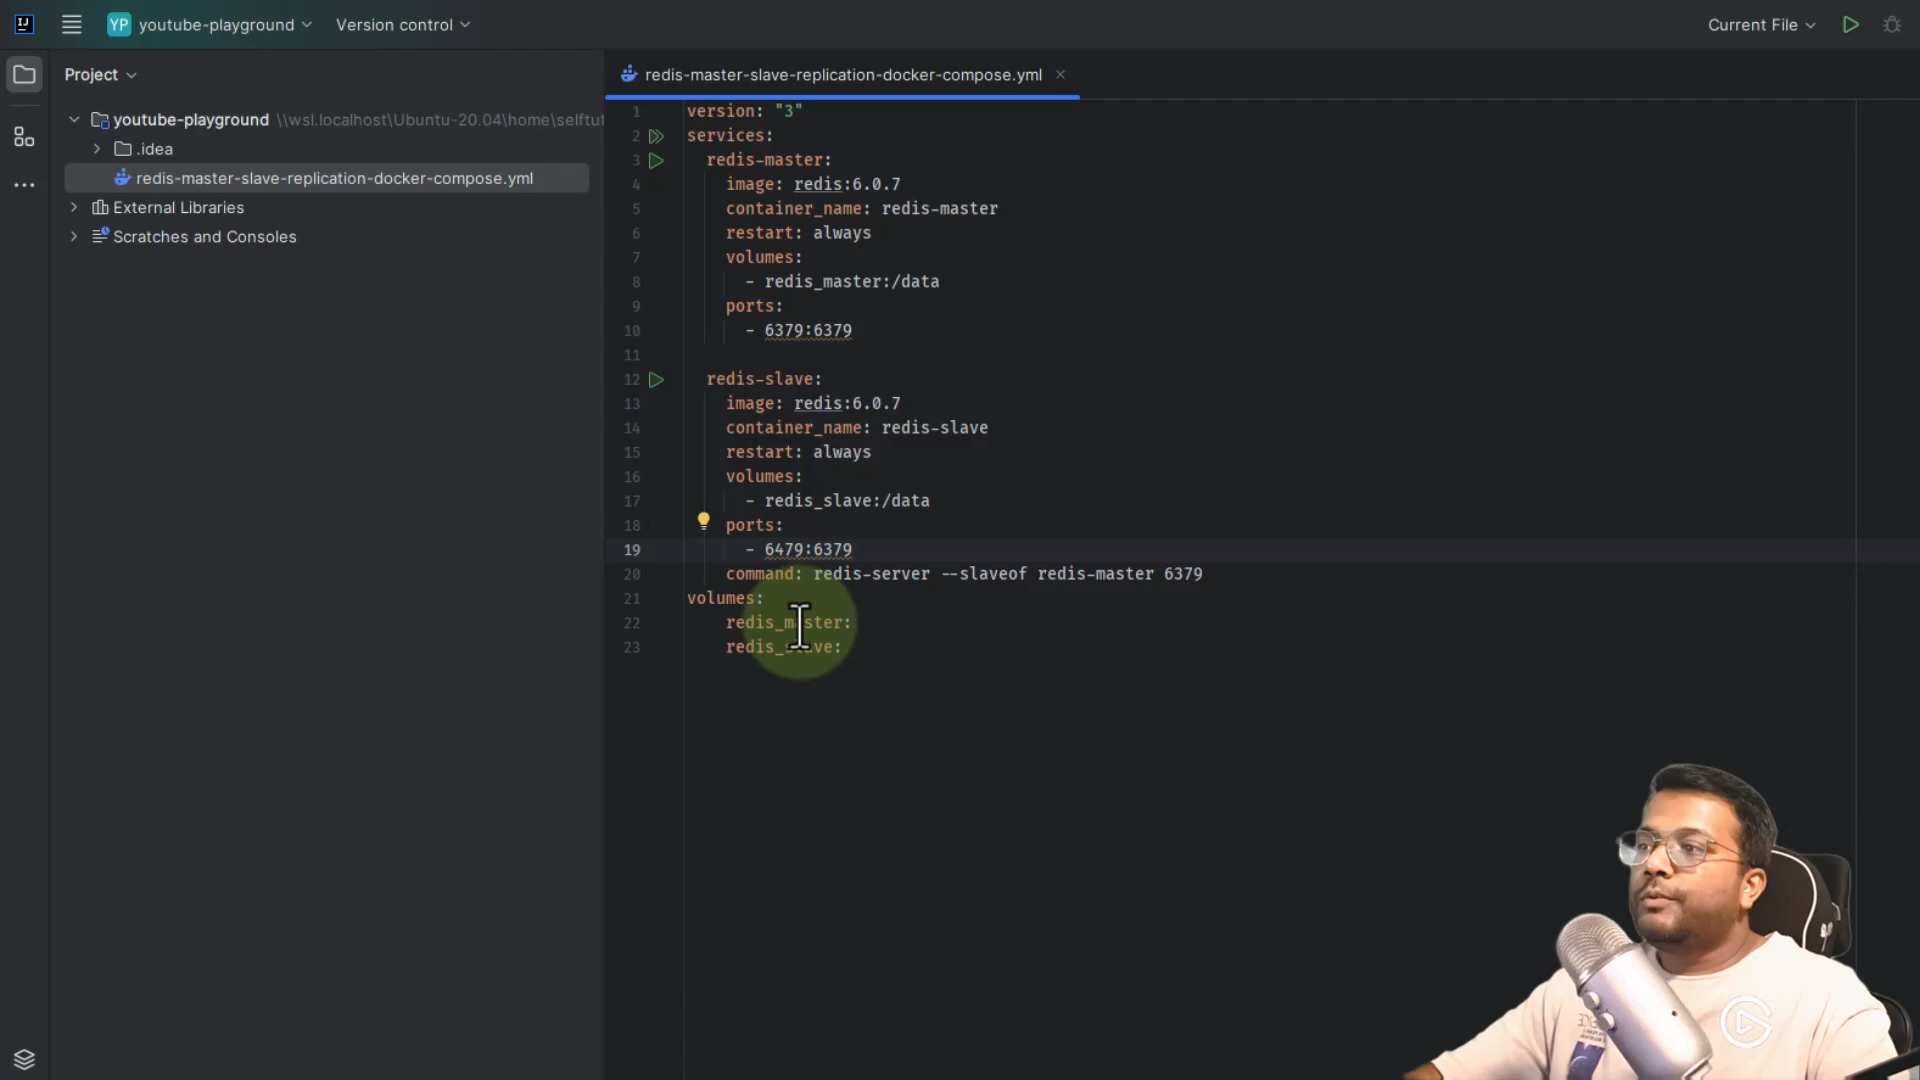 IJ
YP youtube-playground
Version control
Current File
Project
redis-master-slave-replication-docker-compose.yml
youtube-playground \\wsl.localhost\Ubuntu-20.04\home\selftut
.idea
redis-master-slave-replication-docker-compose.yml
External Libraries
Scratches and Consoles
1 version: "3"
2 services:
3 redis-master:
4 image: redis:6.0.7
5 container_name: redis-master
6 restart: always
7 volumes:
8 - redis_master:/data
9 ports:
10 - 6379:6379
11
12 redis-slave:
13 image: redis:6.0.7
14 container_name: redis-slave
15 restart: always
16 volumes:
17 - redis_slave:/data
18 ports:
19 - 6479:6379
20 command: redis-server --slaveof redis-master 6379
21 volumes:
22 redis_master:
23 redis_slave: